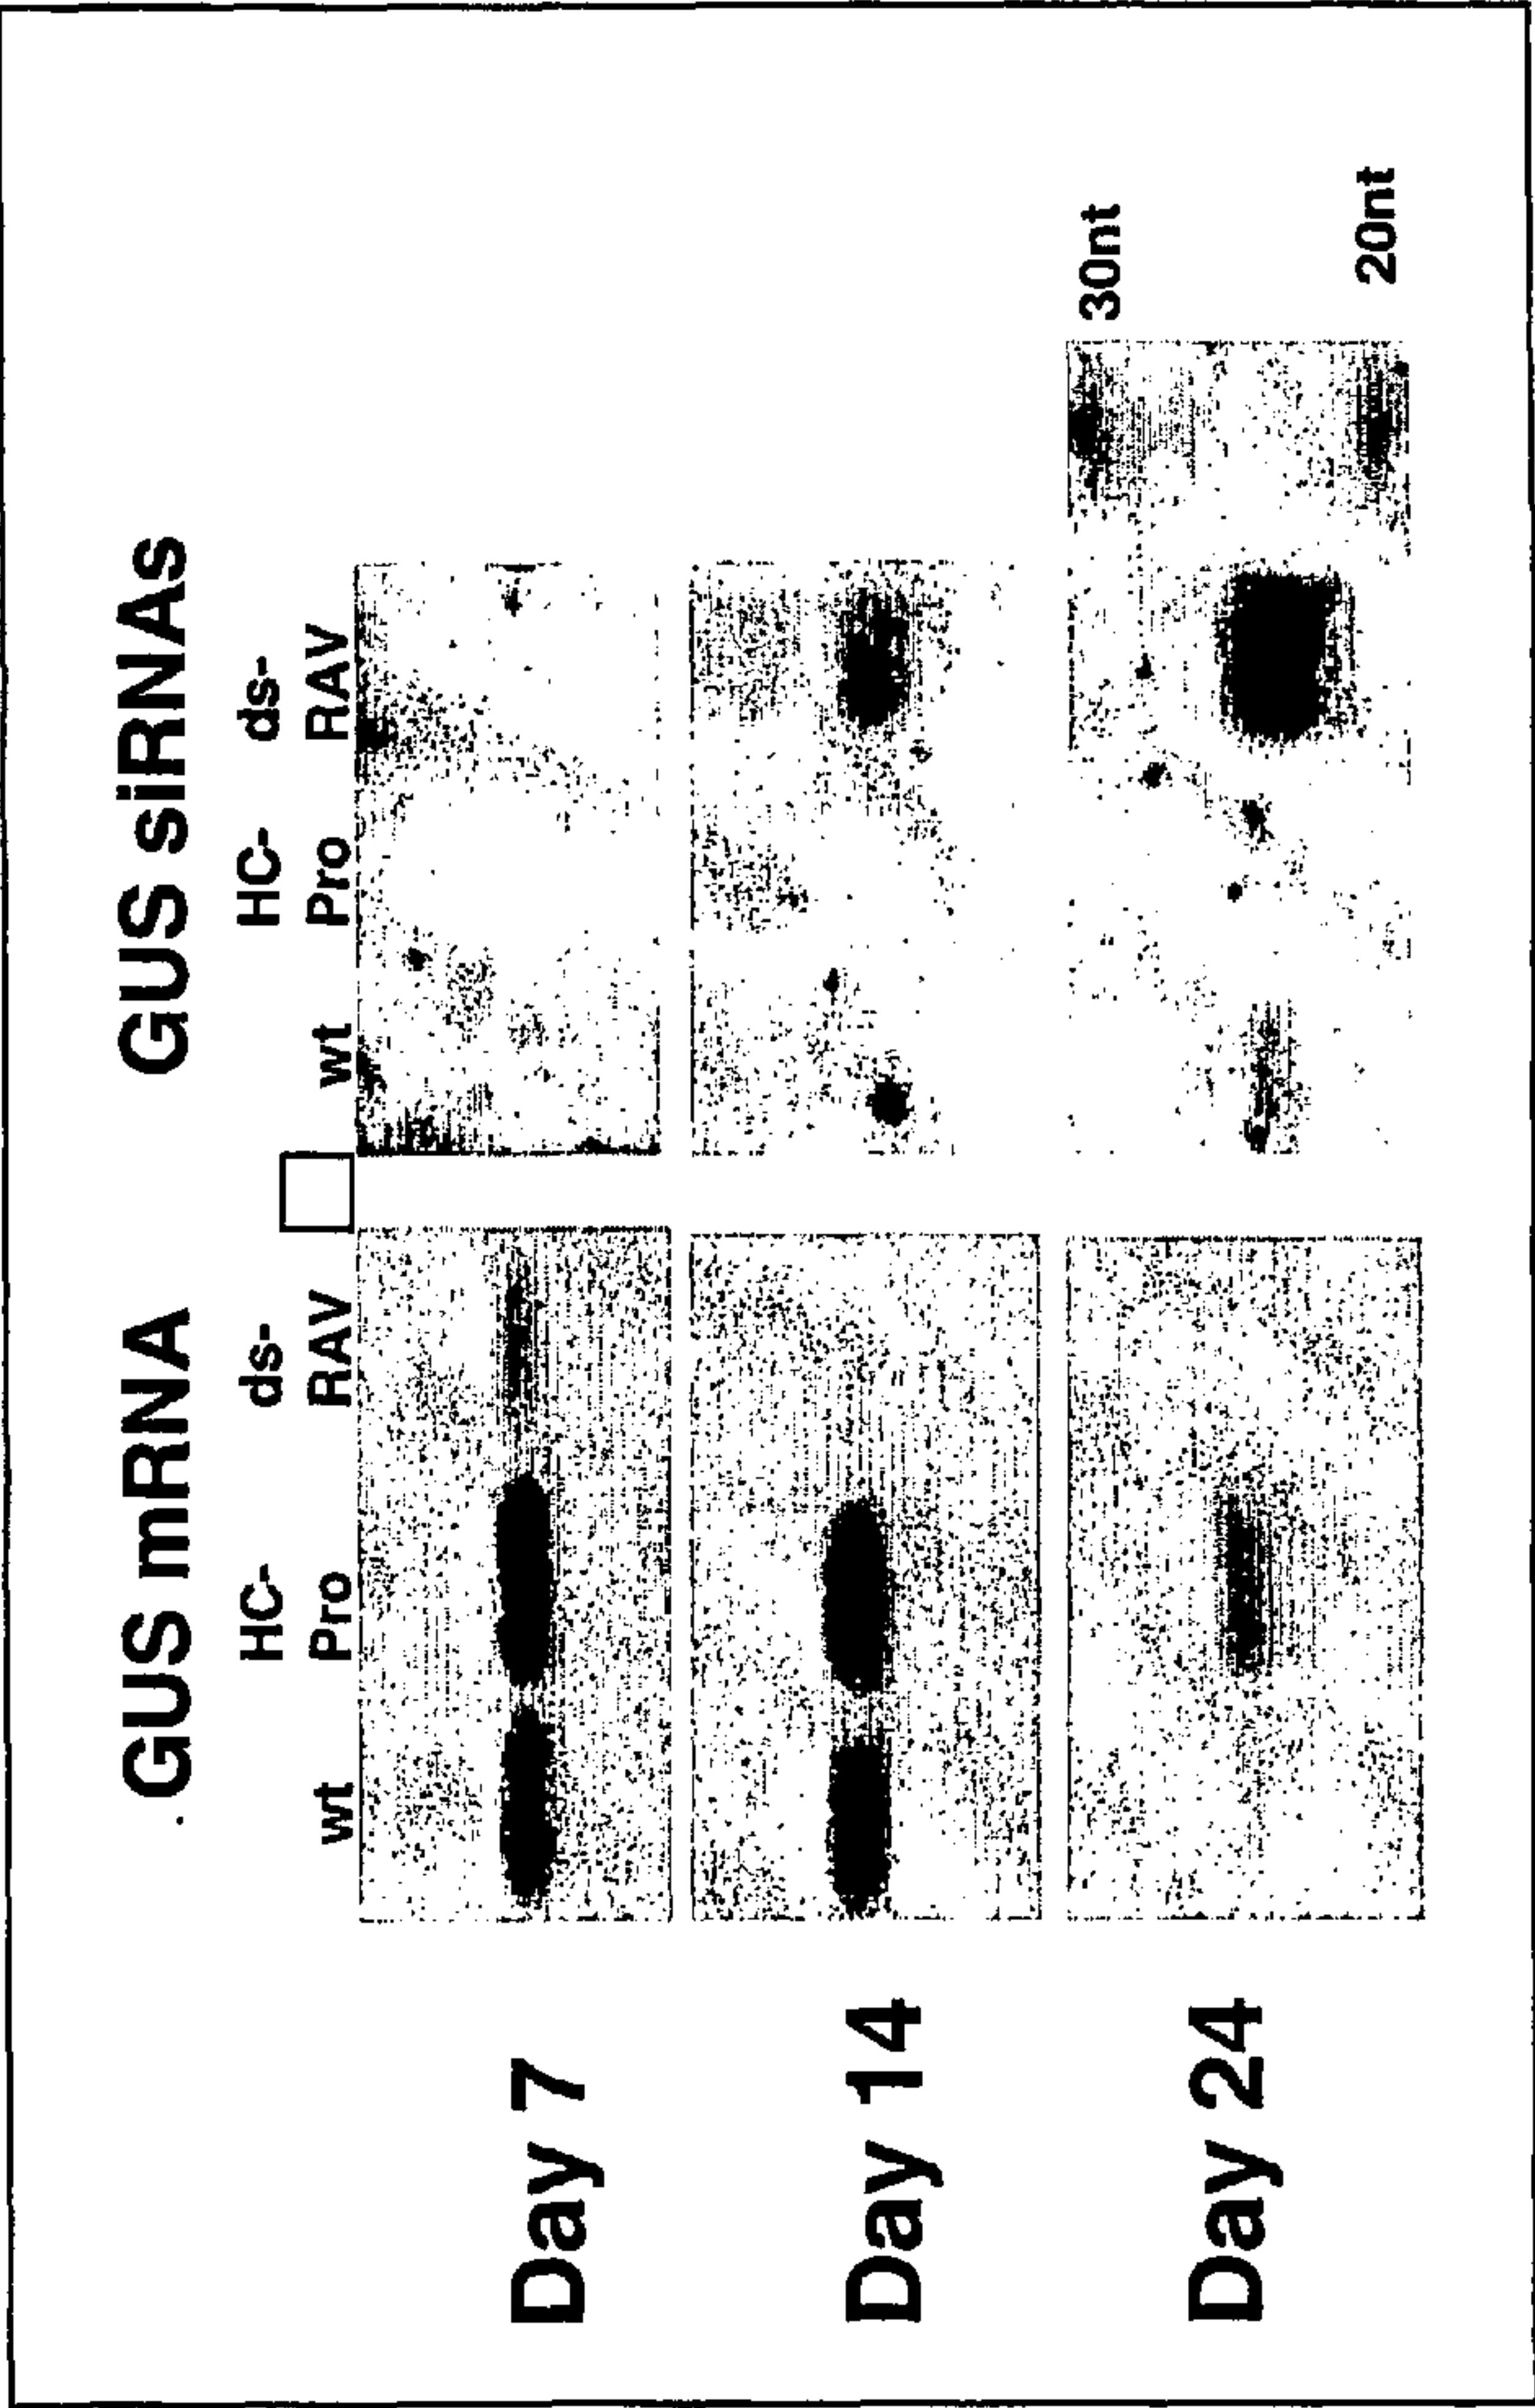 GUS mRNA GUS siRNAs
HC- ds- HC- ds-
wt Pro RAV wt Pro RAV
Day 7
Day 14
Day 24
30nt
20nt